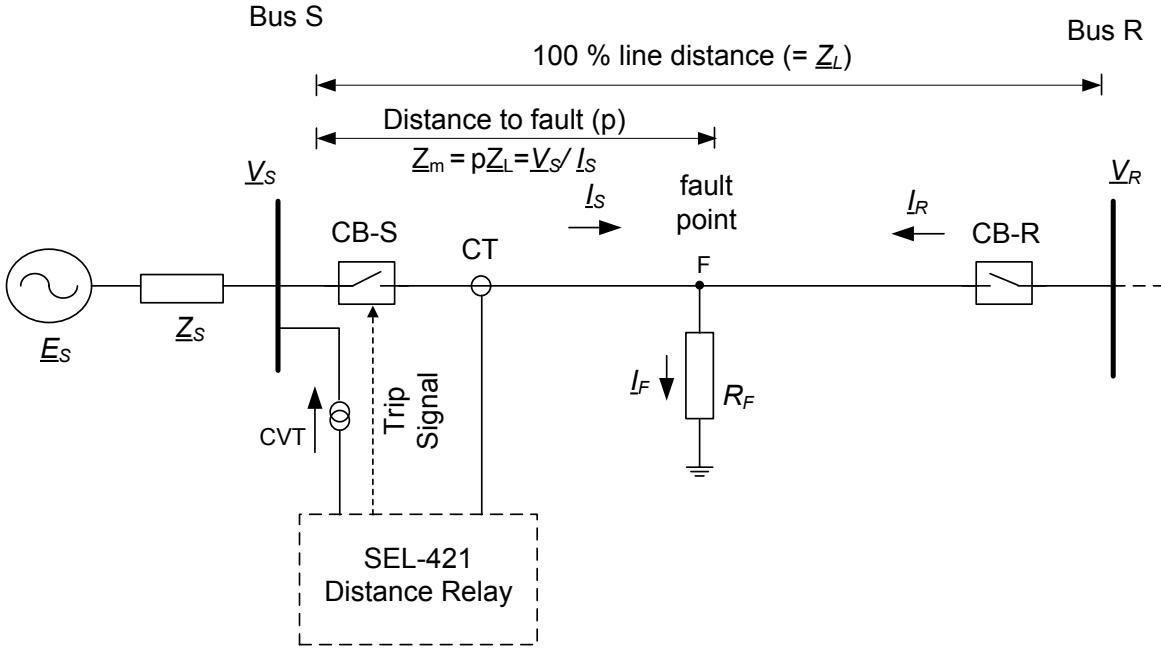 Bus S
Bus R
100 % line distance (= Z_L)
Distance to fault (p)
Z_m = pZ_L=V_S/ I_S
V_S
I_S
fault
point
I_R
V_R
CB-S
CT
F
CB-R
E_S
Z_S
CVT
Trip
Signal
I_F
R_F
SEL-421
Distance Relay